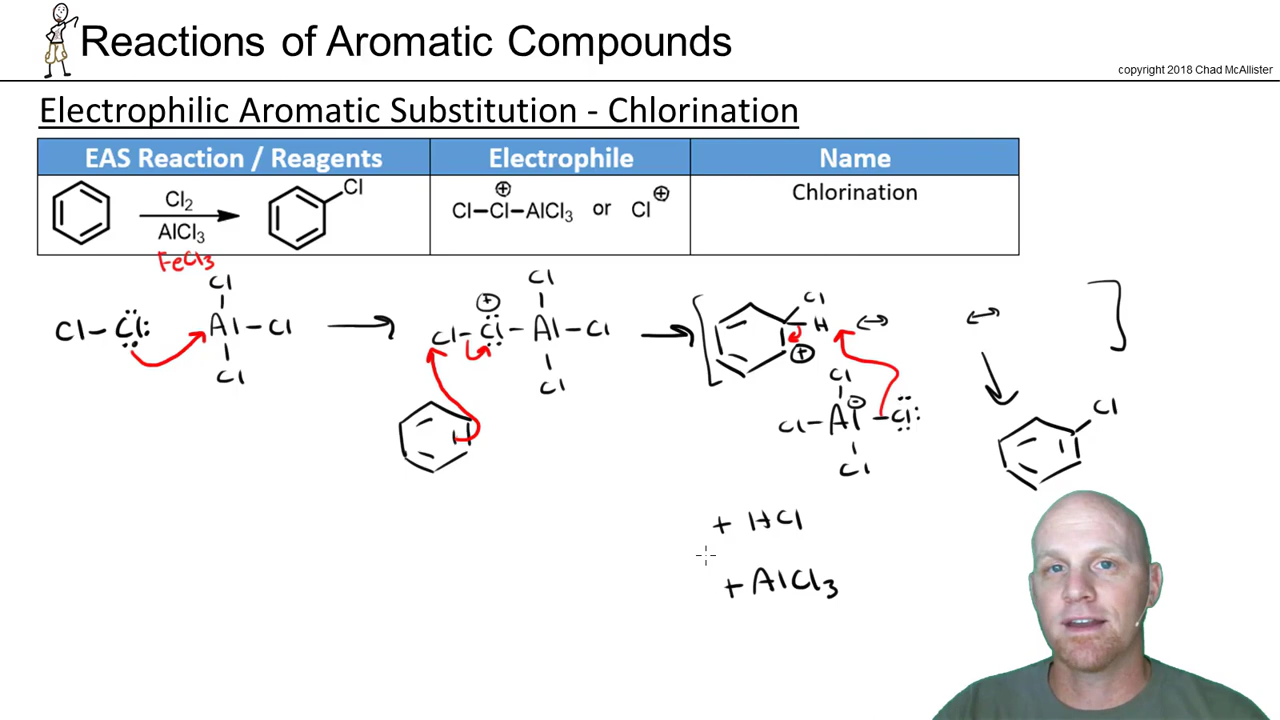 Reactions of Aromatic Compounds
copyright 2018 Chad McAllister
Electrophilic Aromatic Substitution - Chlorination
EAS Reaction / Reagents Electrophile Name
Cl₂ AlCl₃ Cl
Cl–Cl⊕–AlCl₃ or Cl⊕
Chlorination
FeCl₃
Cl Cl Cl
Cl–Cl: Al–Cl → Cl–Cl–Al–Cl → [ H ↔ ↔ ]
⊕ ⊕
Cl Cl Cl
Cl–Al–Cl: Cl
⊖
Cl
+ HCl
+ AlCl₃